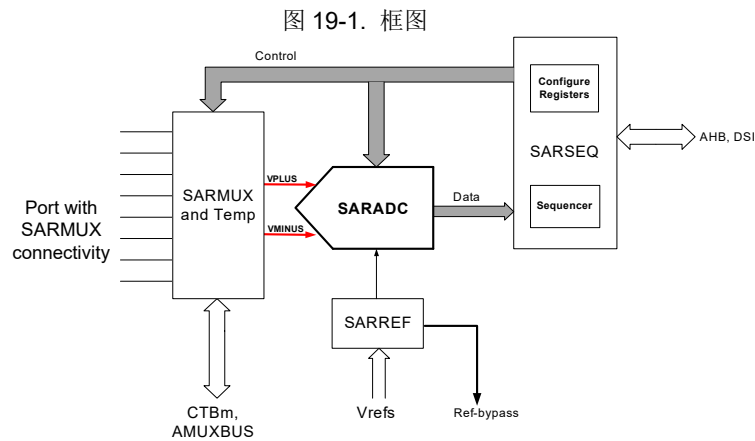 图 19-1. 框图
Control
Configure
Registers
SARSEQ
AHB, DSI
Sequencer
SARMUX
and Temp
VPLUS
VMINUS
SARADC
Data
Port with
SARMUX
connectivity
SARREF
CTBm,
AMUXBUS
Vrefs
Ref-bypass